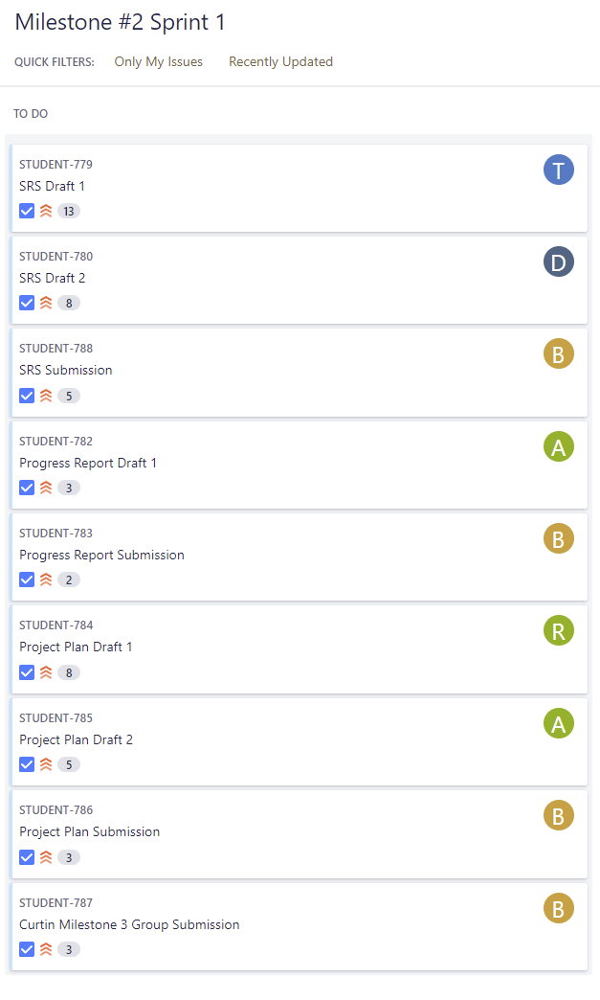 Milestone #2 Sprint 1
QUICK FILTERS: Only My Issues Recently Updated
TO DO
STUDENT-779
T
SRS Draft 1
13
STUDENT-780
D
SRS Draft 2
8
STUDENT-788
B
SRS Submission
5
STUDENT-782
A
Progress Report Draft 1
3
STUDENT-783
B
Progress Report Submission
2
STUDENT-784
R
Project Plan Draft 1
8
STUDENT-785
A
Project Plan Draft 2
5
STUDENT-786
B
Project Plan Submission
3
STUDENT-787
B
Curtin Milestone 3 Group Submission
3